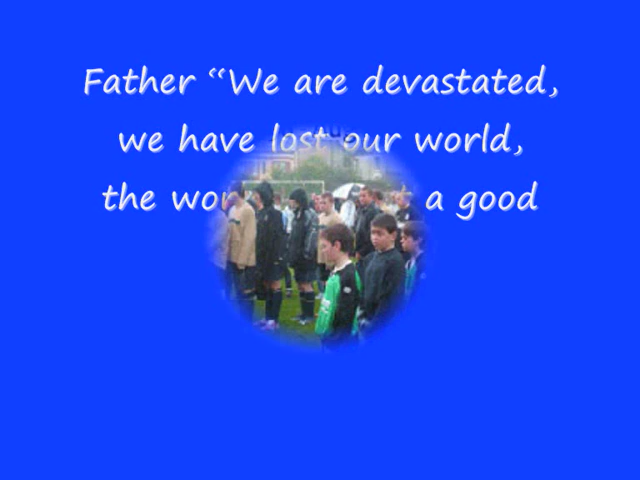 Father “We are devastated,
we have lost our world,
the a good